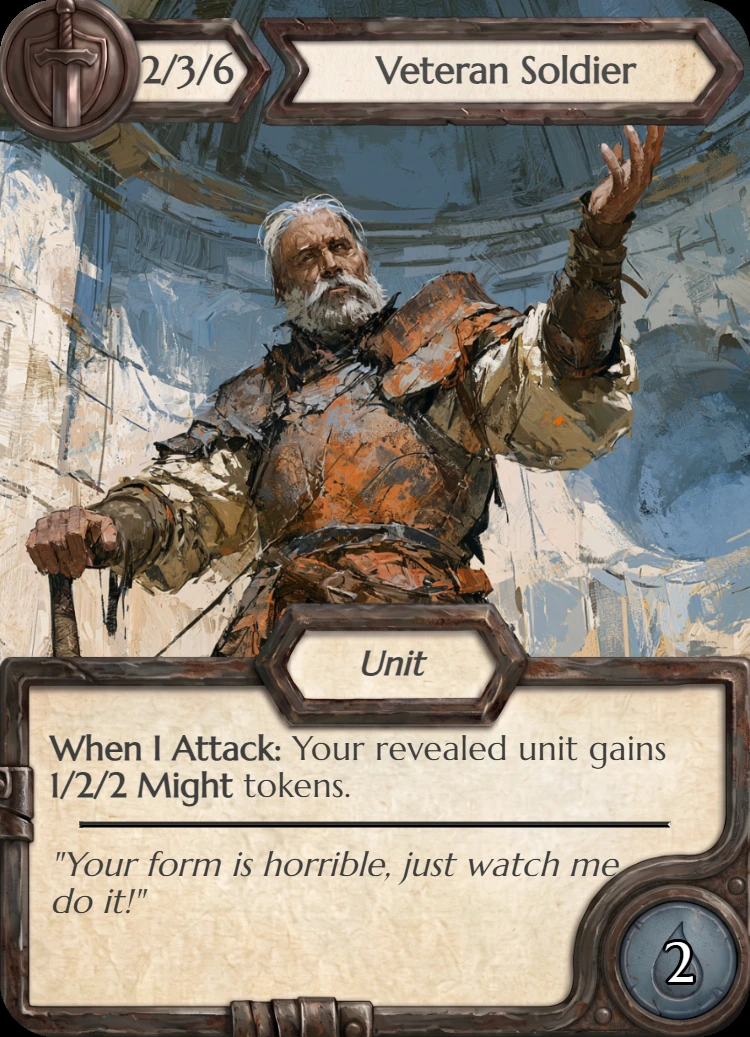 2/3/6
Veteran Soldier
Unit
When I Attack: Your revealed unit gains
1/2/2 Might tokens.
"Your form is horrible, just watch me
do it!"
2